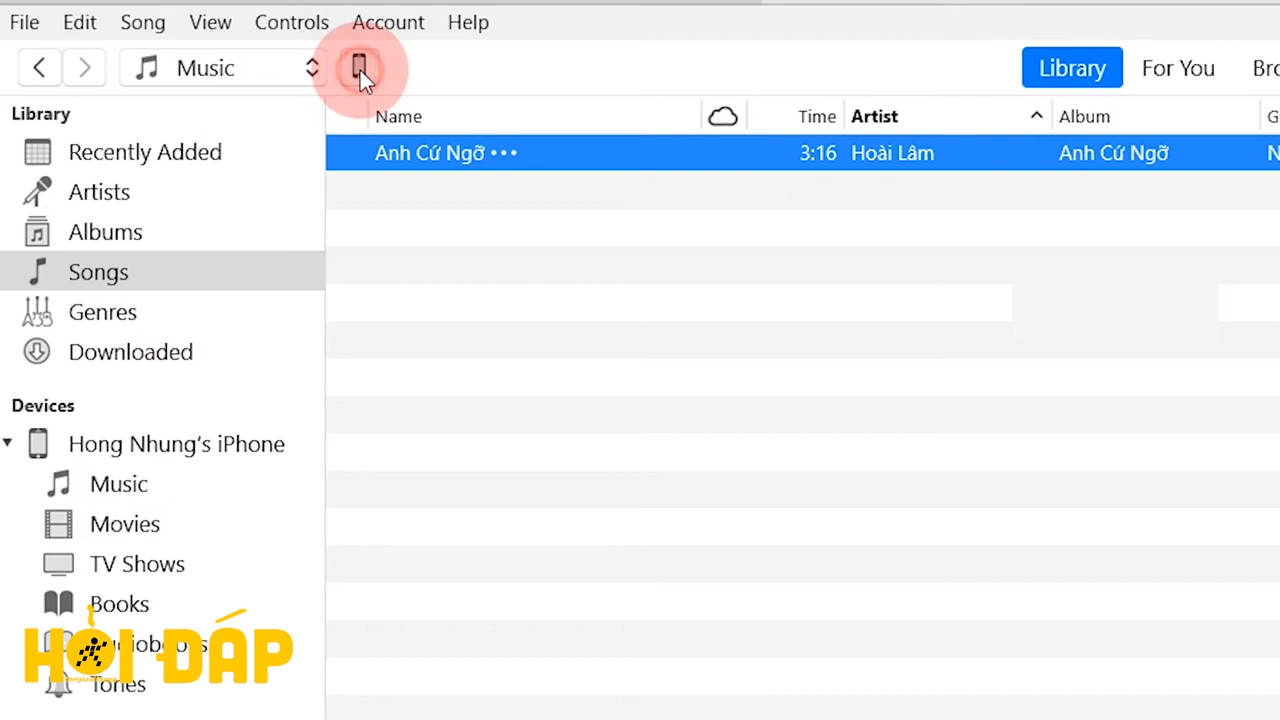 File Edit Song View Controls Account Help
Music Library For You Bro
Library
Name Time Artist Album G
Recently Added
Anh Cứ Ngỡ ••• 3:16 Hoài Lâm Anh Cứ Ngỡ N
Artists
Albums
Songs
Genres
Downloaded
Devices
Hong Nhung's iPhone
Music
Movies
TV Shows
Books
Audiobooks
Tones
HỎI ĐÁP